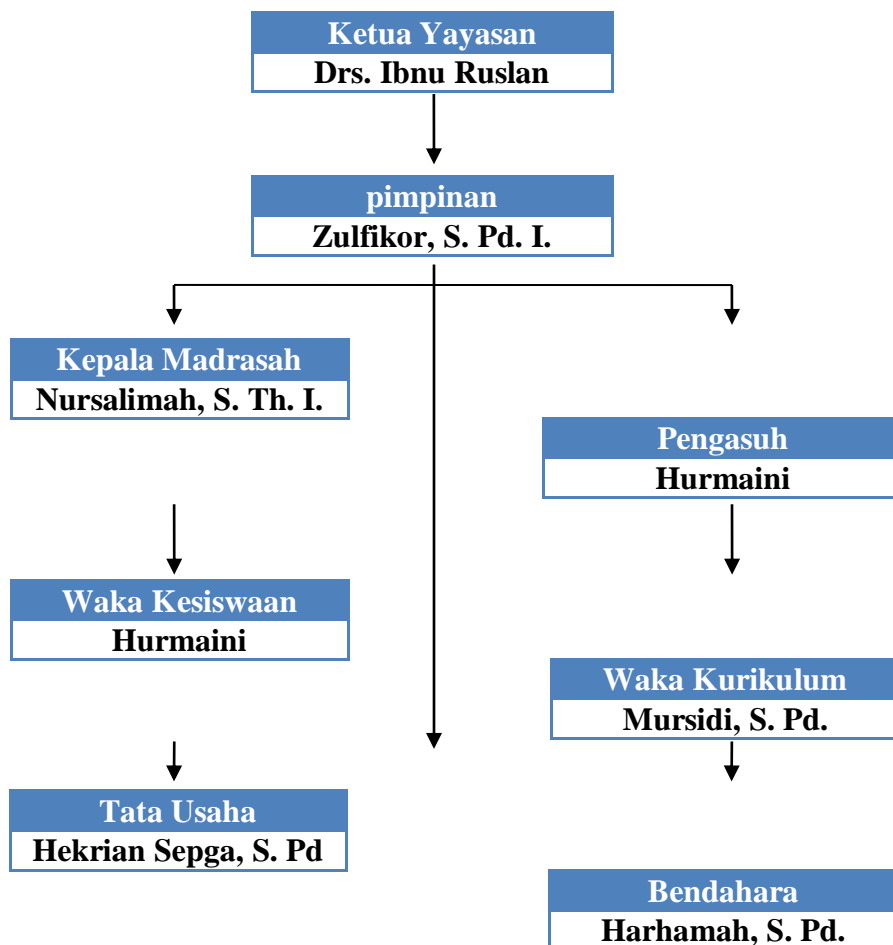 Ketua Yayasan
Drs. Ibnu Ruslan
pimpinan
Zulfikor, S. Pd. I.
Kepala Madrasah
Nursalimah, S. Th. I.
Pengasuh
Hurmaini
Waka Kesiswaan
Hurmaini
Waka Kurikulum
Mursidi, S. Pd.
Tata Usaha
Hekrian Sepga, S. Pd
Bendahara
Harhamah, S. Pd.